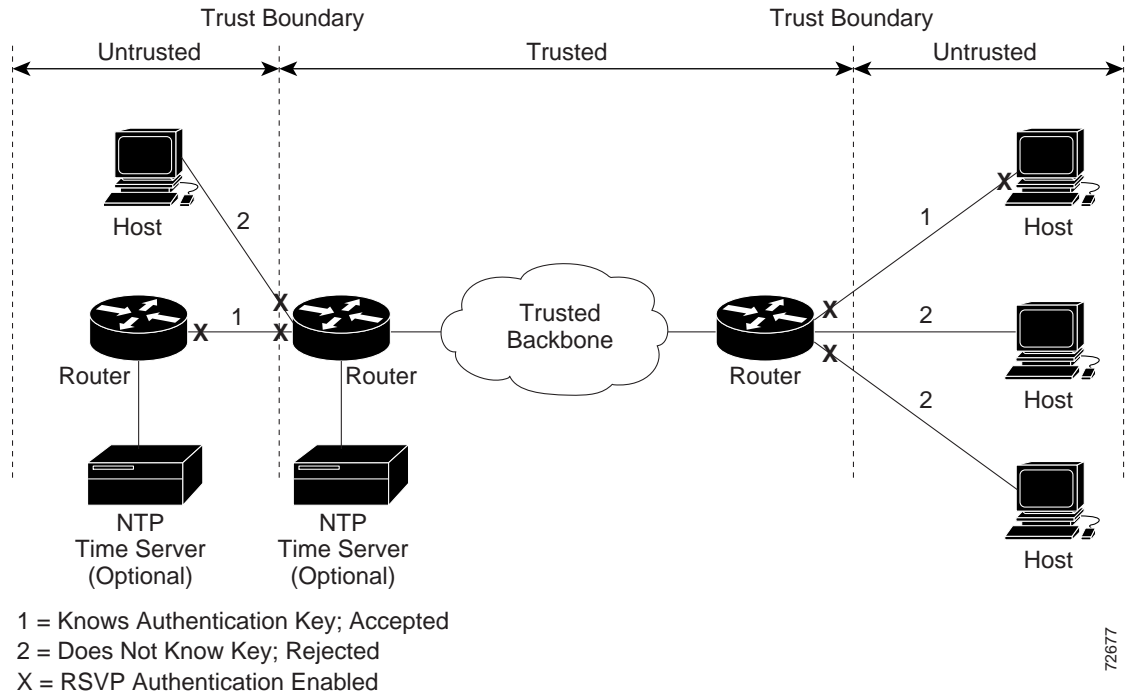 Trust Boundary
Trust Boundary
Untrusted
Trusted
Untrusted
Host
2
1
Host
X
X
1
X
X
Trusted
Backbone
X
2
X
Router
Router
Router
Host
2
NTP
Time Server
(Optional)
NTP
Time Server
(Optional)
Host
1 = Knows Authentication Key; Accepted
2 = Does Not Know Key; Rejected
X = RSVP Authentication Enabled
72677